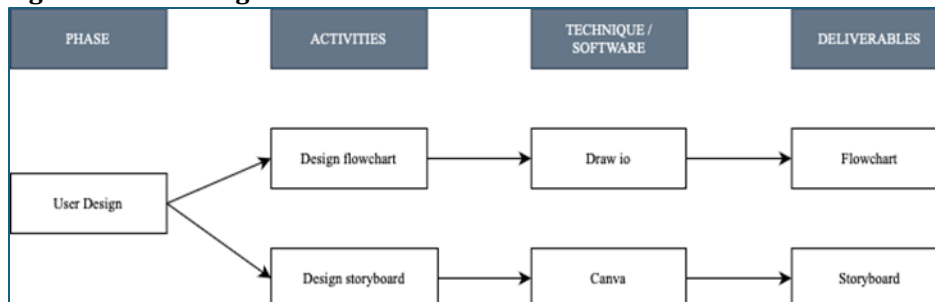 PHASE
ACTIVITIES
TECHNIQUE /
SOFTWARE
DELIVERABLES
Design flowchart
Draw io
Flowchart
User Design
Design storyboard
Canva
Storyboard